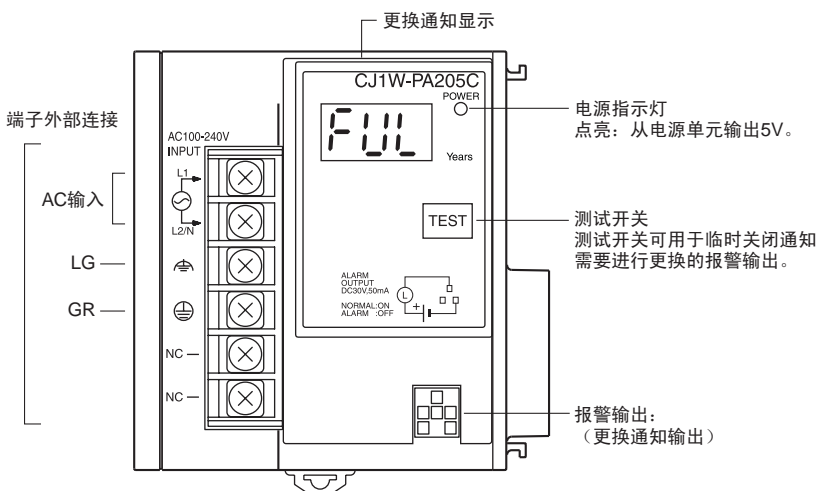 更换通知显示
CJ1W-PA205C
POWER
FUL
Years
电源指示灯
点亮：从电源单元输出5V。
端子外部连接
AC100-240V
INPUT
L1
AC输入
L2/N
TEST
测试开关
测试开关可用于临时关闭通知
需要进行更换的报警输出。
LG
GR
ALARM
OUTPUT
DC30V,50mA
L
NORMAL:ON
ALARM :OFF
+
NC
NC
报警输出：
（更换通知输出）